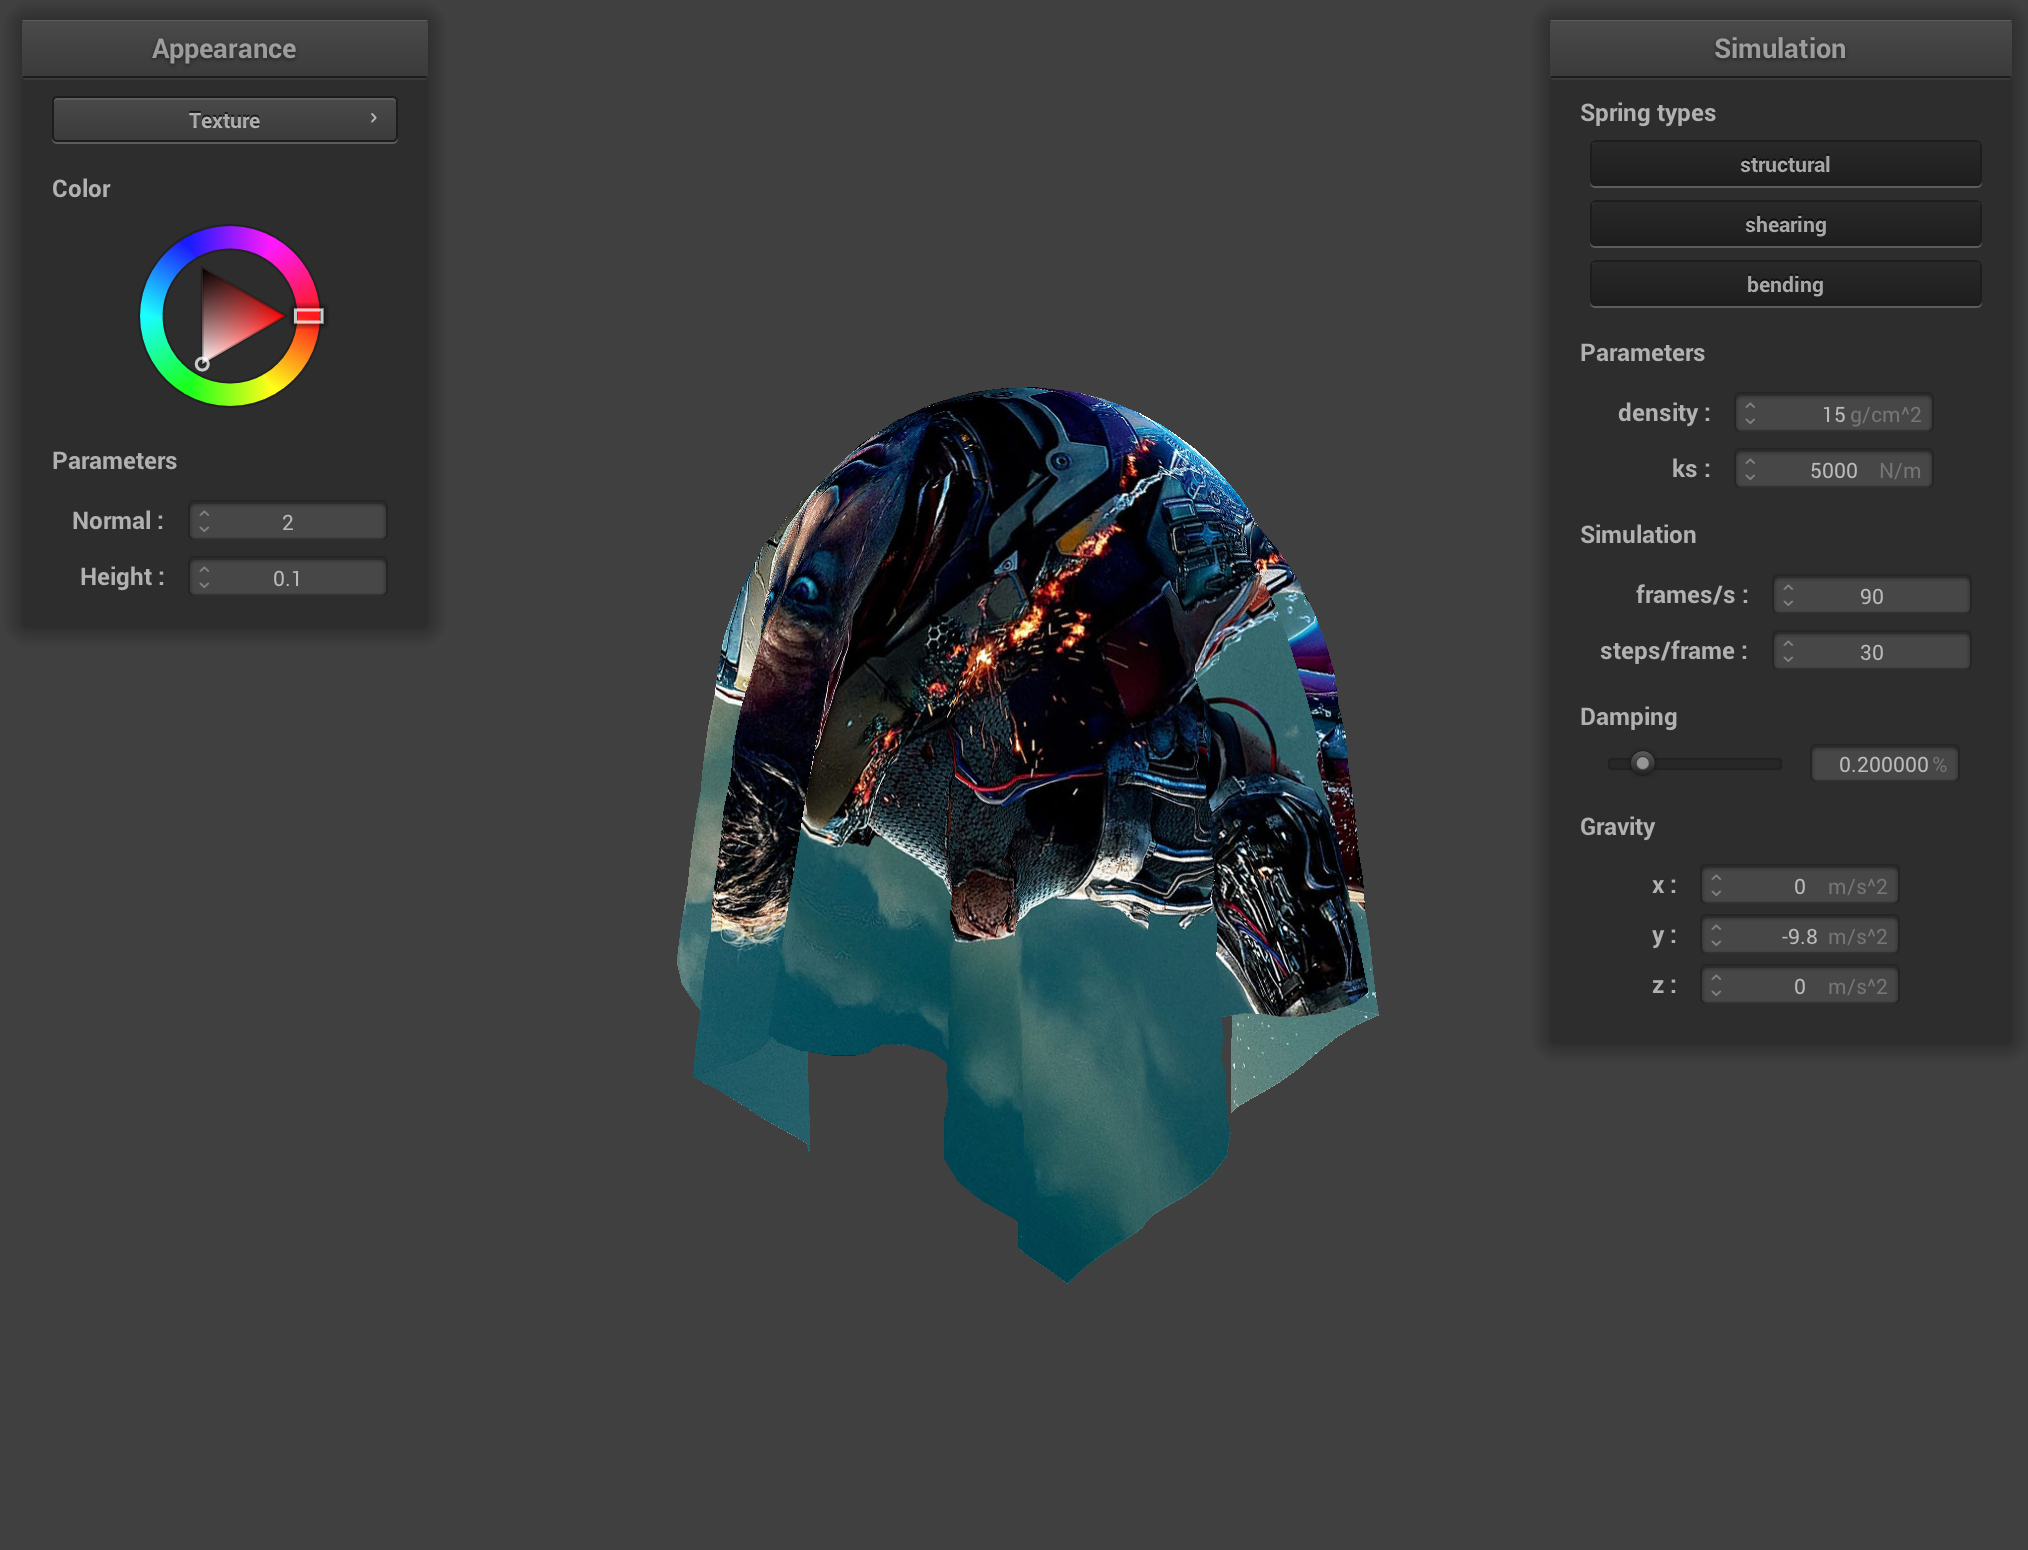 Appearance
Texture
Color
Parameters
Normal : 2
Height : 0.1
Simulation
Spring types
structural
shearing
bending
Parameters
density : 15 g/cm^2
ks : 5000 N/m
Simulation
frames/s : 90
steps/frame : 30
Damping
0.200000 %
Gravity
x : 0 m/s^2
y : -9.8 m/s^2
z : 0 m/s^2